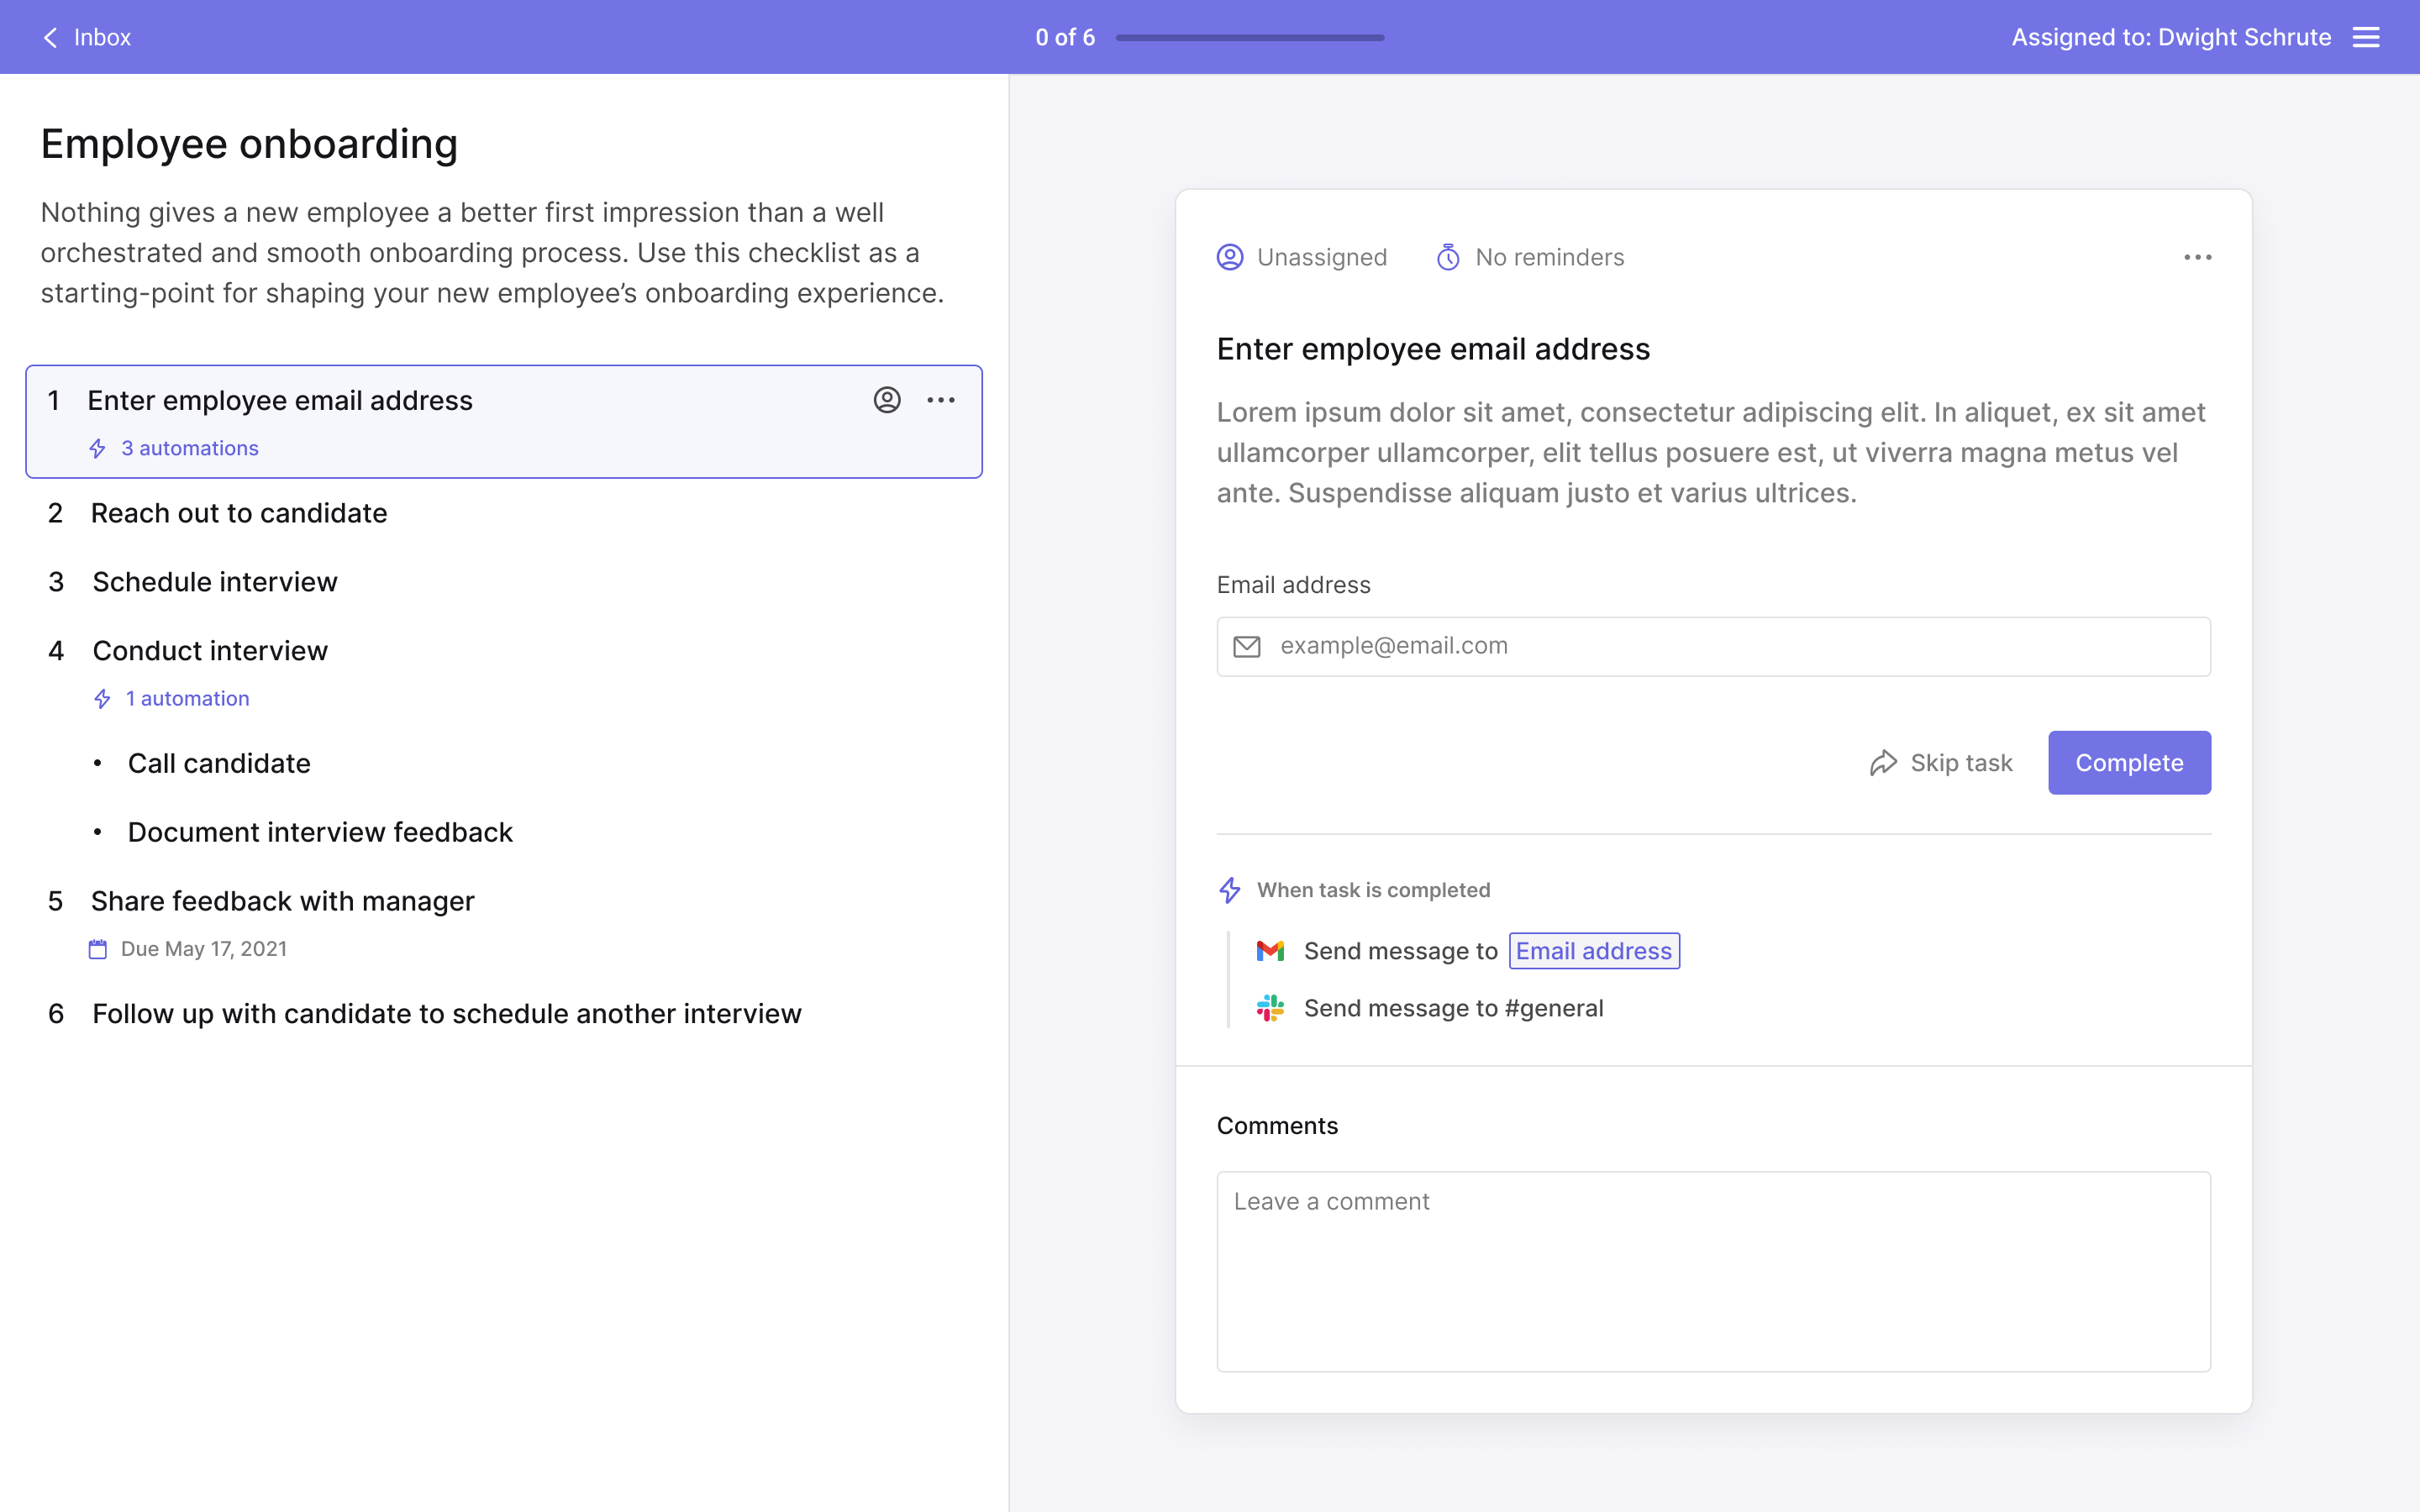 Inbox
0 of 6
Assigned to: Dwight Schrute
Employee onboarding
Nothing gives a new employee a better first impression than a well
orchestrated and smooth onboarding process. Use this checklist as a
starting-point for shaping your new employee’s onboarding experience.
1 Enter employee email address
3 automations
2 Reach out to candidate
3 Schedule interview
4 Conduct interview
1 automation
• Call candidate
• Document interview feedback
5 Share feedback with manager
Due May 17, 2021
6 Follow up with candidate to schedule another interview
Unassigned No reminders
Enter employee email address
Lorem ipsum dolor sit amet, consectetur adipiscing elit. In aliquet, ex sit amet
ullamcorper ullamcorper, elit tellus posuere est, ut viverra magna metus vel
ante. Suspendisse aliquam justo et varius ultrices.
Email address
example@email.com
Skip task Complete
When task is completed
Send message to Email address
Send message to #general
Comments
Leave a comment